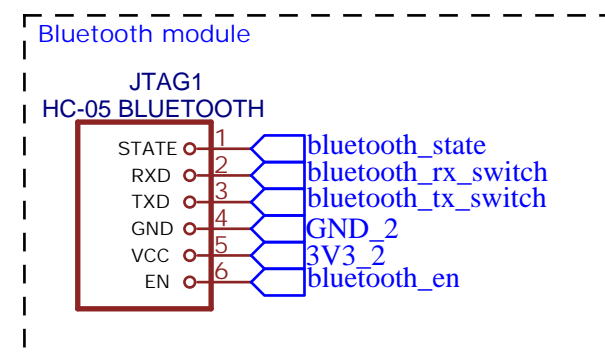 Bluetooth module
JTAG1
HC-05 BLUETOOTH
STATE 1 bluetooth_state
RXD 2 bluetooth_rx_switch
TXD 3 bluetooth_tx_switch
GND 4 GND_2
VCC 5 3V3_2
EN 6 bluetooth_en